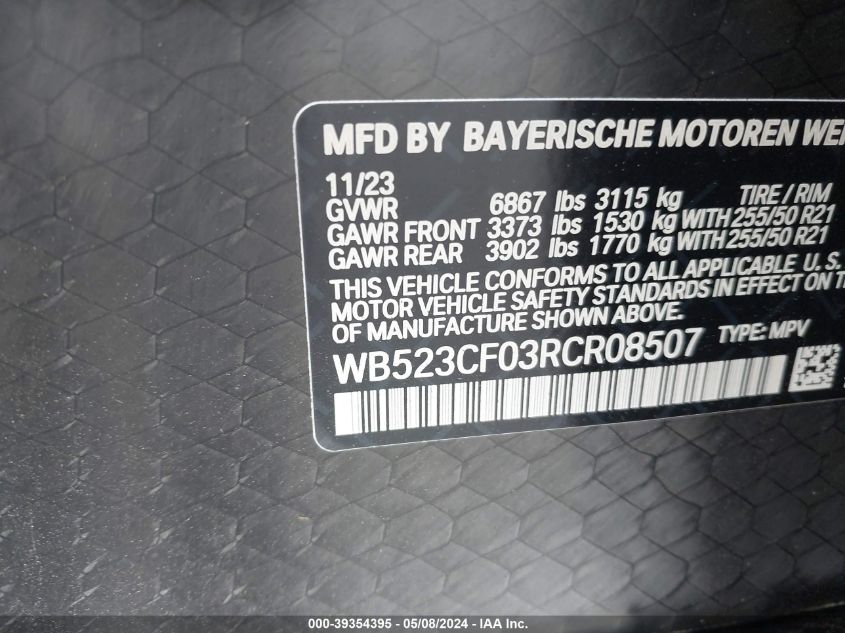 MFD BY BAYERISCHE MOTOREN
11/23
GVWR 6867 lbs 3115 kg TIRE / RIM
GAWR FRONT 3373 lbs 1530 kg WITH 255/50 R21
GAWR REAR 3902 lbs 1770 kg WITH 255/50 R21
THIS VEHICLE CONFORMS TO ALL APPLICABLE U.S.
MOTOR VEHICLE SAFETY STANDARDS IN EFFECT ON
OF MANUFACTURE SHOWN ABOVE.
WB523CF03RCR08507 TYPE: MPV
000-39354395 - 05/08/2024 - IAA Inc.